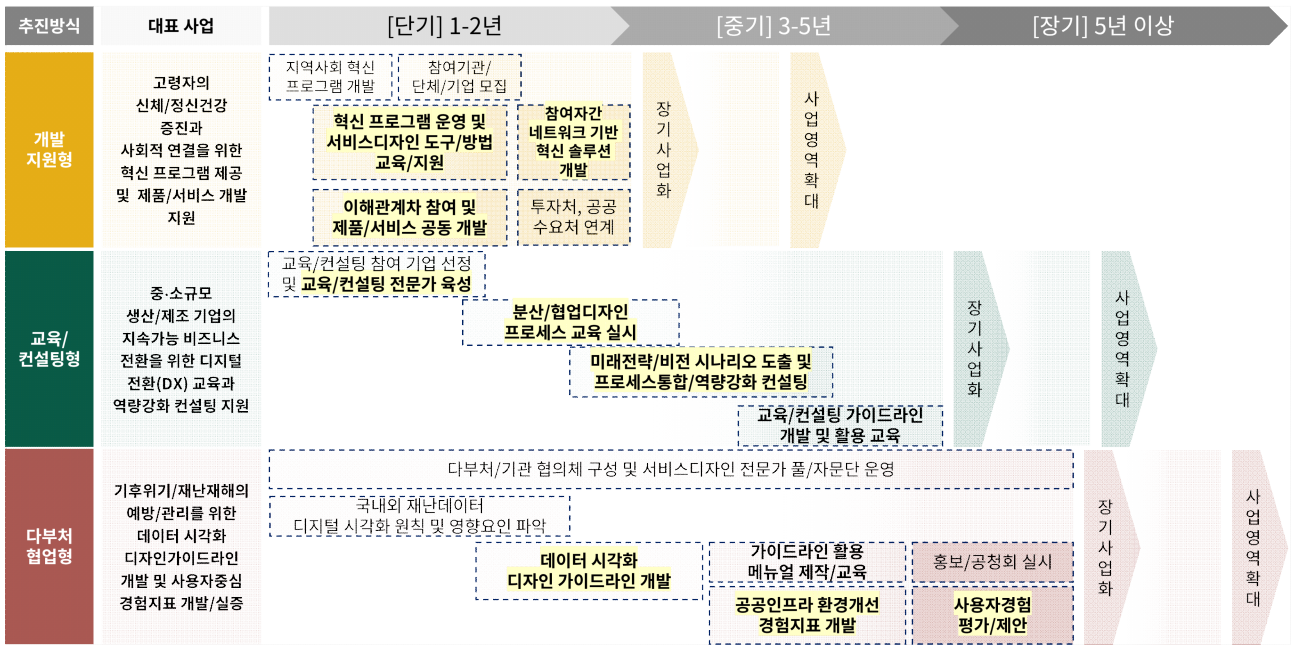 추진방식
대표 사업
[단기] 1-2년
[중기] 3-5년
[장기] 5년 이상
개발
지원형
고령자의
신체/정신건강
증진과
사회적 연결을 위한
혁신 프로그램 제공
및 제품/서비스 개발
지원
지역사회 혁신
프로그램 개발
참여기관/
단체/기업 모집
혁신 프로그램 운영 및
서비스디자인 도구/방법
교육/지원
참여자간
네트워크 기반
혁신 솔루션
개발
이해관계차 참여 및
제품/서비스 공동 개발
투자처, 공공
수요처 연계
장기사업화
사업영역확대
교육/
컨설팅형
중·소규모
생산/제조 기업의
지속가능 비즈니스
전환을 위한 디지털
전환(DX) 교육과
역량강화 컨설팅 지원
교육/컨설팅 참여 기업 선정
및 교육/컨설팅 전문가 육성
분산/협업디자인
프로세스 교육 실시
미래전략/비전 시나리오 도출 및
프로세스통합/역량강화 컨설팅
교육/컨설팅 가이드라인
개발 및 활용 교육
장기사업화
사업영역확대
다부처
협업형
기후위기/재난재해의
예방/관리를 위한
데이터 시각화
디자인가이드라인
개발 및 사용자중심
경험지표 개발/실증
다부처/기관 협의체 구성 및 서비스디자인 전문가 풀/자문단 운영
국내외 재난데이터
디지털 시각화 원칙 및 영향요인 파악
데이터 시각화
디자인 가이드라인 개발
가이드라인 활용
메뉴얼 제작/교육
홍보/공청회 실시
공공인프라 환경개선
경험지표 개발
사용자경험
평가/제안
장기사업화
사업영역확대